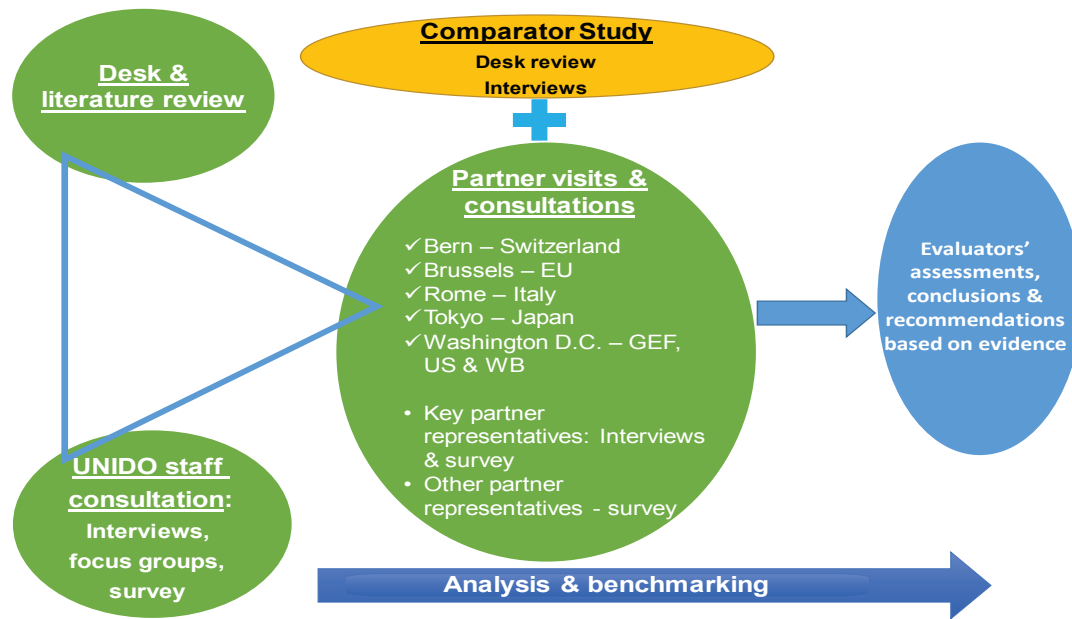 Comparator Study
Desk review
Interviews
Desk &
literature review
Partner visits &
consultations
✓Bern – Switzerland
✓Brussels – EU
✓Rome – Italy
✓Tokyo – Japan
✓Washington D.C. – GEF,
US & WB
• Key partner
representatives: Interviews
& survey
• Other partner
representatives - survey
Evaluators’
assessments,
conclusions &
recommendations
based on evidence
UNIDO staff
consultation:
Interviews,
focus groups,
survey
Analysis & benchmarking